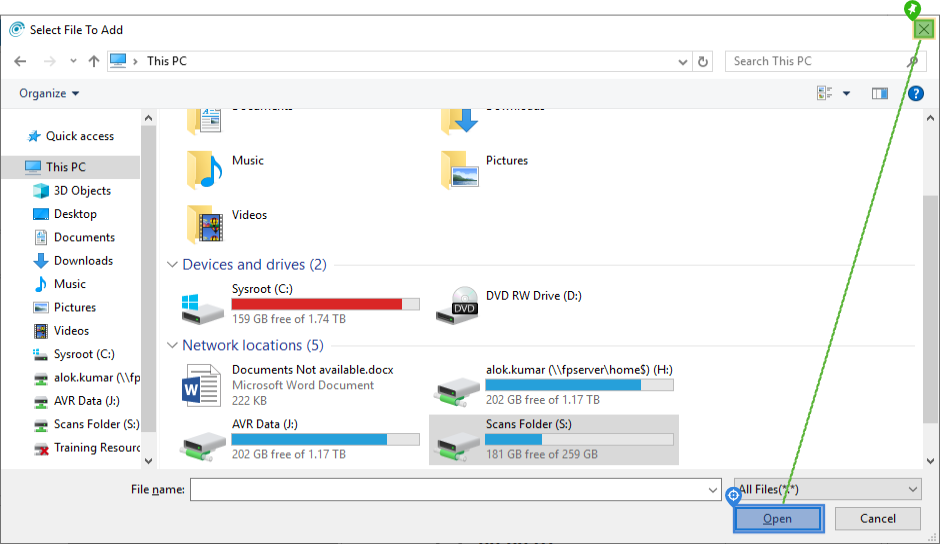 Select File To Add
This PC
Search This PC
Organize
Quick access
This PC
3D Objects
Desktop
Documents
Downloads
Music
Pictures
Videos
Sysroot (C:)
alok.kumar (\\fp
AVR Data (J:)
Scans Folder (S:)
Training Resourc
Documents
Downloads
Music
Pictures
Videos
Devices and drives (2)
Sysroot (C:)
159 GB free of 1.74 TB
DVD RW Drive (D:)
DVD
Network locations (5)
Documents Not available.docx
Microsoft Word Document
222 KB
W
alok.kumar (\\fpserver\home$) (H:)
202 GB free of 1.17 TB
AVR Data (J:)
202 GB free of 1.17 TB
Scans Folder (S:)
181 GB free of 259 GB
File name:
All Files(*.*)
Open
Cancel